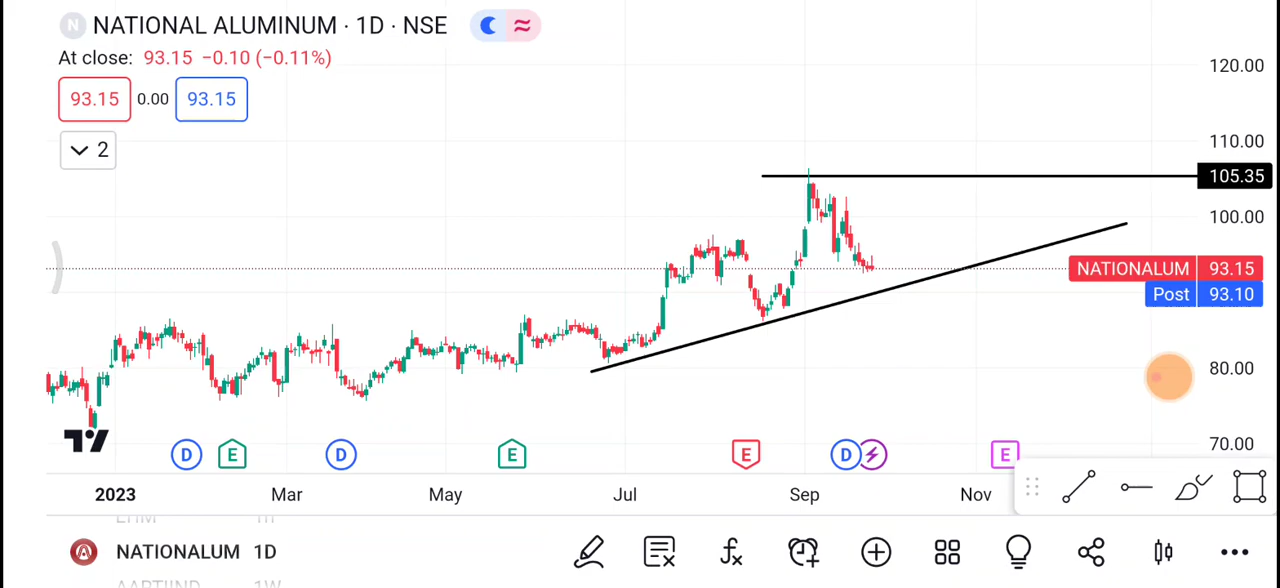 N NATIONAL ALUMINUM · 1D · NSE
At close: 93.15 −0.10 (−0.11%)
93.15 0.00 93.15
2
120.00
110.00
105.35
100.00
NATIONALUM 93.15
Post 93.10
80.00
70.00
D E D E E D E
2023 Mar May Jul Sep Nov
NATIONALUM 1D
AARTIIND 1W